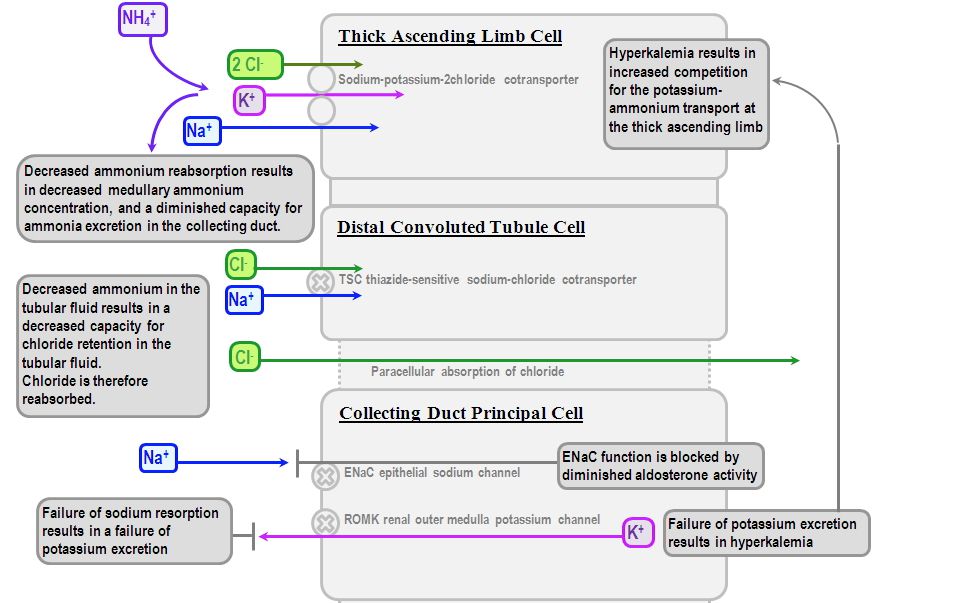 NH4+
Thick Ascending Limb Cell
2 Cl-
Sodium-potassium-2chloride cotransporter
K+
Na+
Hyperkalemia results in
increased competition
for the potassium-
ammonium transport at
the thick ascending limb
Decreased ammonium reabsorption results
in decreased medullary ammonium
concentration, and a diminished capacity for
ammonia excretion in the collecting duct.
Distal Convoluted Tubule Cell
Cl-
TSC thiazide-sensitive sodium-chloride cotransporter
Na+
Decreased ammonium in the
tubular fluid results in a
decreased capacity for
chloride retention in the
tubular fluid.
Chloride is therefore
reabsorbed.
Cl-
Paracellular absorption of chloride
Collecting Duct Principal Cell
Na+
ENaC epithelial sodium channel
ENaC function is blocked by
diminished aldosterone activity
Failure of sodium resorption
results in a failure of
potassium excretion
ROMK renal outer medulla potassium channel
K+
Failure of potassium excretion
results in hyperkalemia